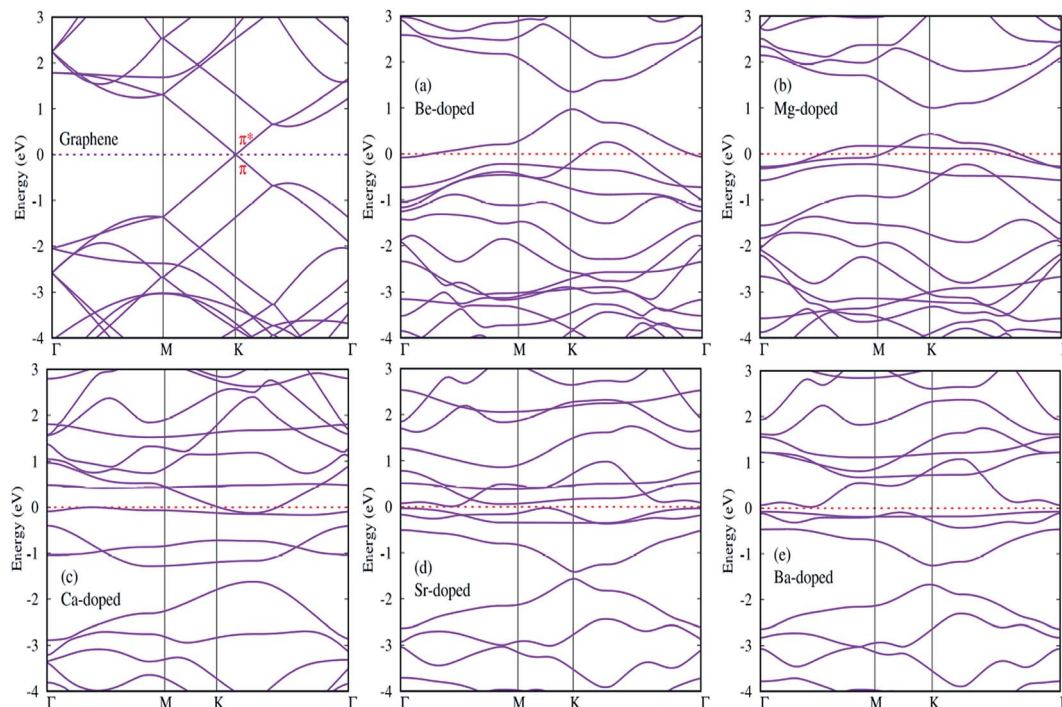 Energy (eV)
3
2
1
0
-1
-2
-3
-4
Graphene
π*
π
Γ M K Γ
Energy (eV)
3
2
1
0
-1
-2
-3
-4
(a)
Be-doped
Γ M K Γ
Energy (eV)
3
2
1
0
-1
-2
-3
-4
(b)
Mg-doped
Γ M K
Energy (eV)
3
2
1
0
-1
-2
-3
-4
(c)
Ca-doped
Γ M K Γ
Energy (eV)
3
2
1
0
-1
-2
-3
-4
(d)
Sr-doped
Γ M K Γ
Energy (eV)
3
2
1
0
-1
-2
-3
-4
(e)
Ba-doped
Γ M K Γ